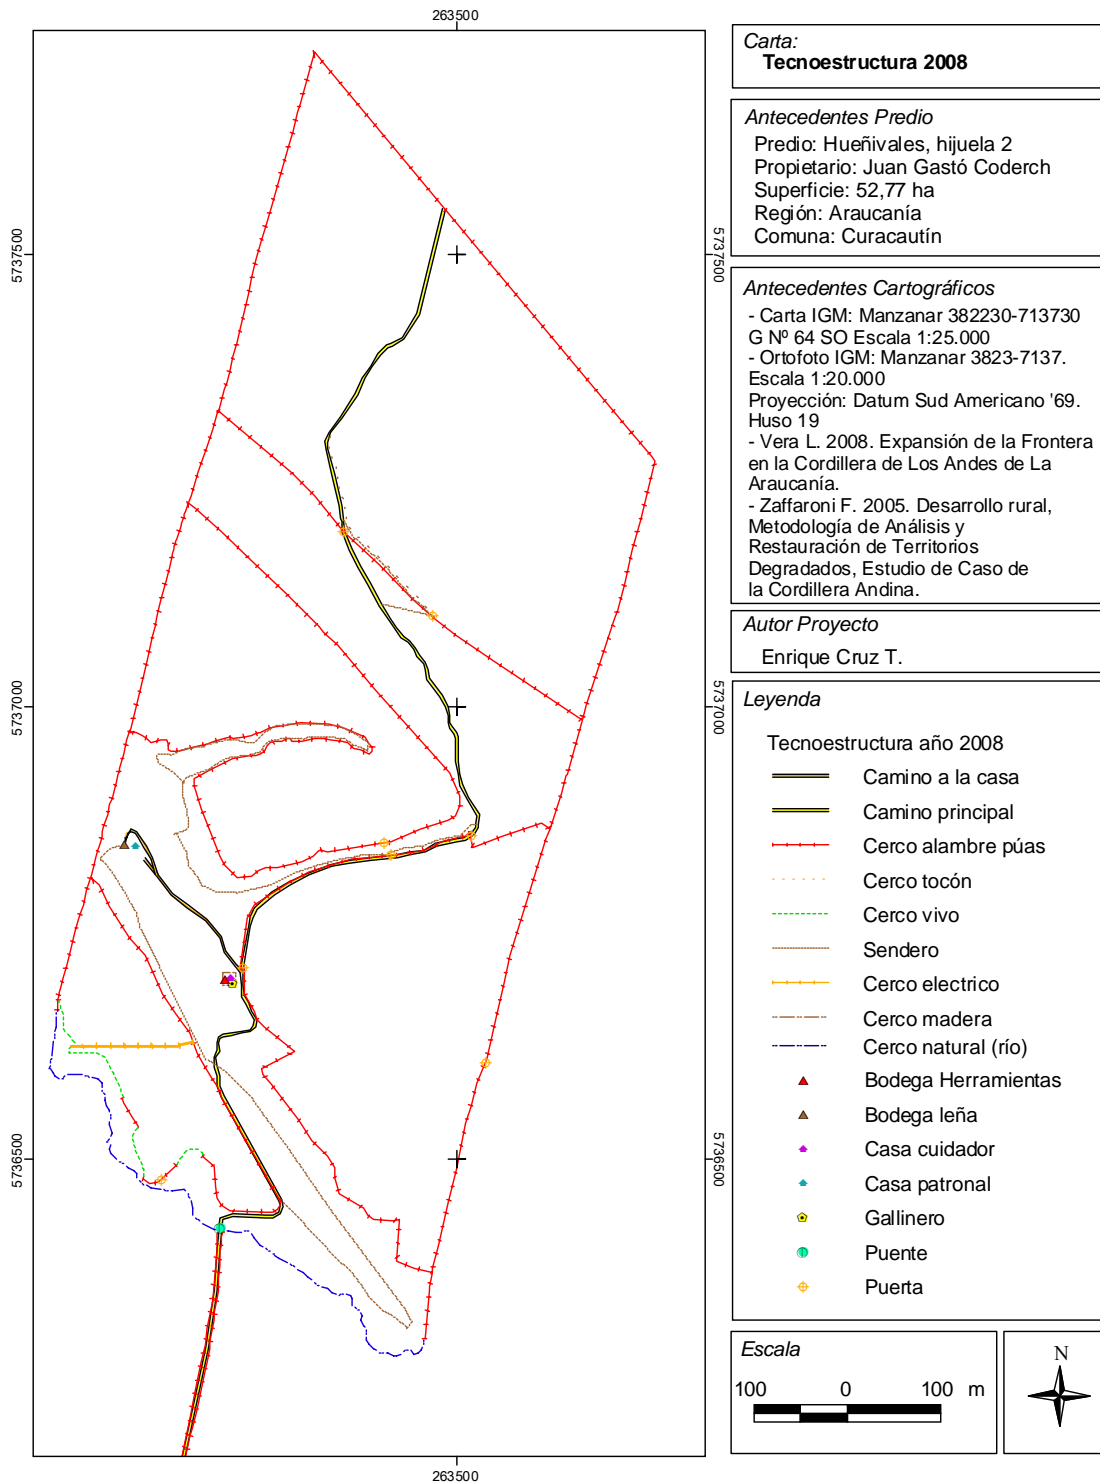 263500
5737500
5737000
5736500
5737500
5737000
5736500
263500
Carta:
Tecnoestructura 2008
Antecedentes Predio
Predio: Hueñivales, hijuela 2
Propietario: Juan Gastó Coderch
Superficie: 52,77 ha
Región: Araucanía
Comuna: Curacautín
Antecedentes Cartográficos
- Carta IGM: Manzanar 382230-713730
G Nº 64 SO Escala 1:25.000
- Ortofoto IGM: Manzanar 3823-7137.
Escala 1:20.000
Proyección: Datum Sud Americano '69.
Huso 19
- Vera L. 2008. Expansión de la Frontera
en la Cordillera de Los Andes de La
Araucanía.
- Zaffaroni F. 2005. Desarrollo rural,
Metodología de Análisis y
Restauración de Territorios
Degradados, Estudio de Caso de
la Cordillera Andina.
Autor Proyecto
Enrique Cruz T.
Leyenda
Tecnoestructura año 2008
Camino a la casa
Camino principal
Cerco alambre púas
Cerco tocón
Cerco vivo
Sendero
Cerco electrico
Cerco madera
Cerco natural (río)
Bodega Herramientas
Bodega leña
Casa cuidador
Casa patronal
Gallinero
Puente
Puerta
Escala
100 0 100 m
N